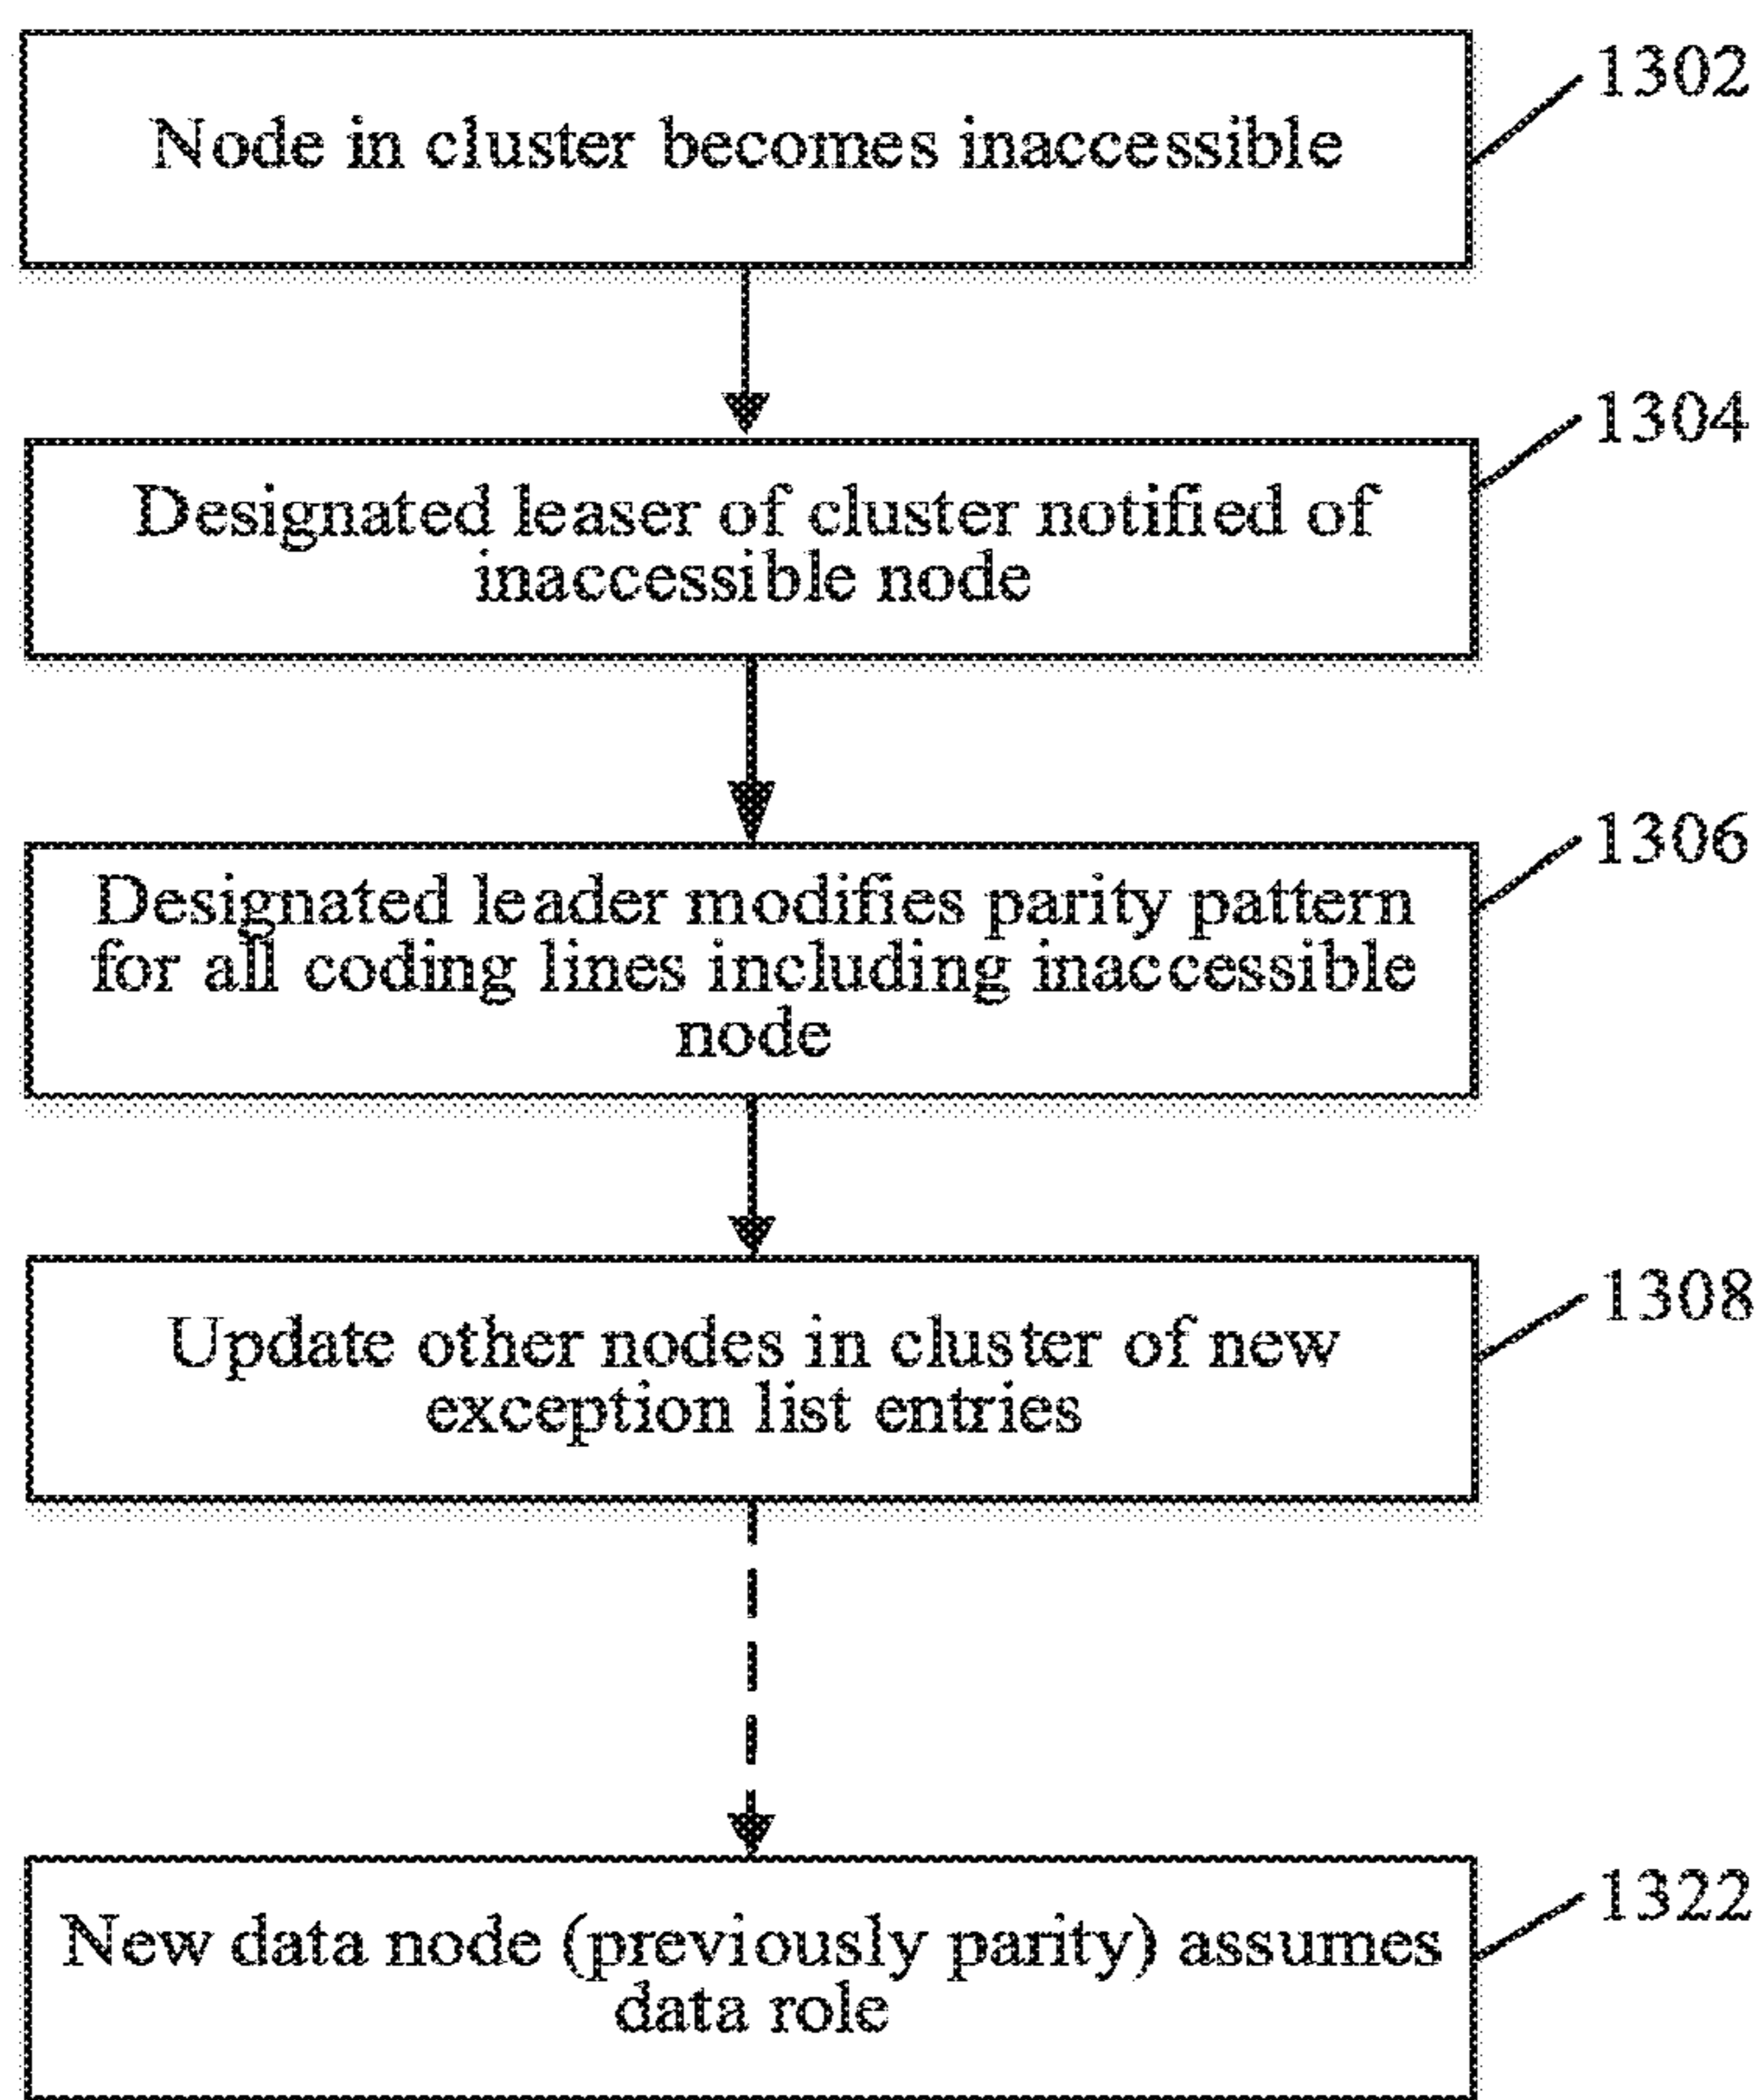 1302
Node in cluster becomes inaccessible
1304
Designated leaser of cluster notified of
inaccessible node
1306
Designated leader modifies parity pattern
for all coding lines including inaccessible
node
1308
Update other nodes in cluster of new
exception list entries
1322
New data node (previously parity) assumes
data role